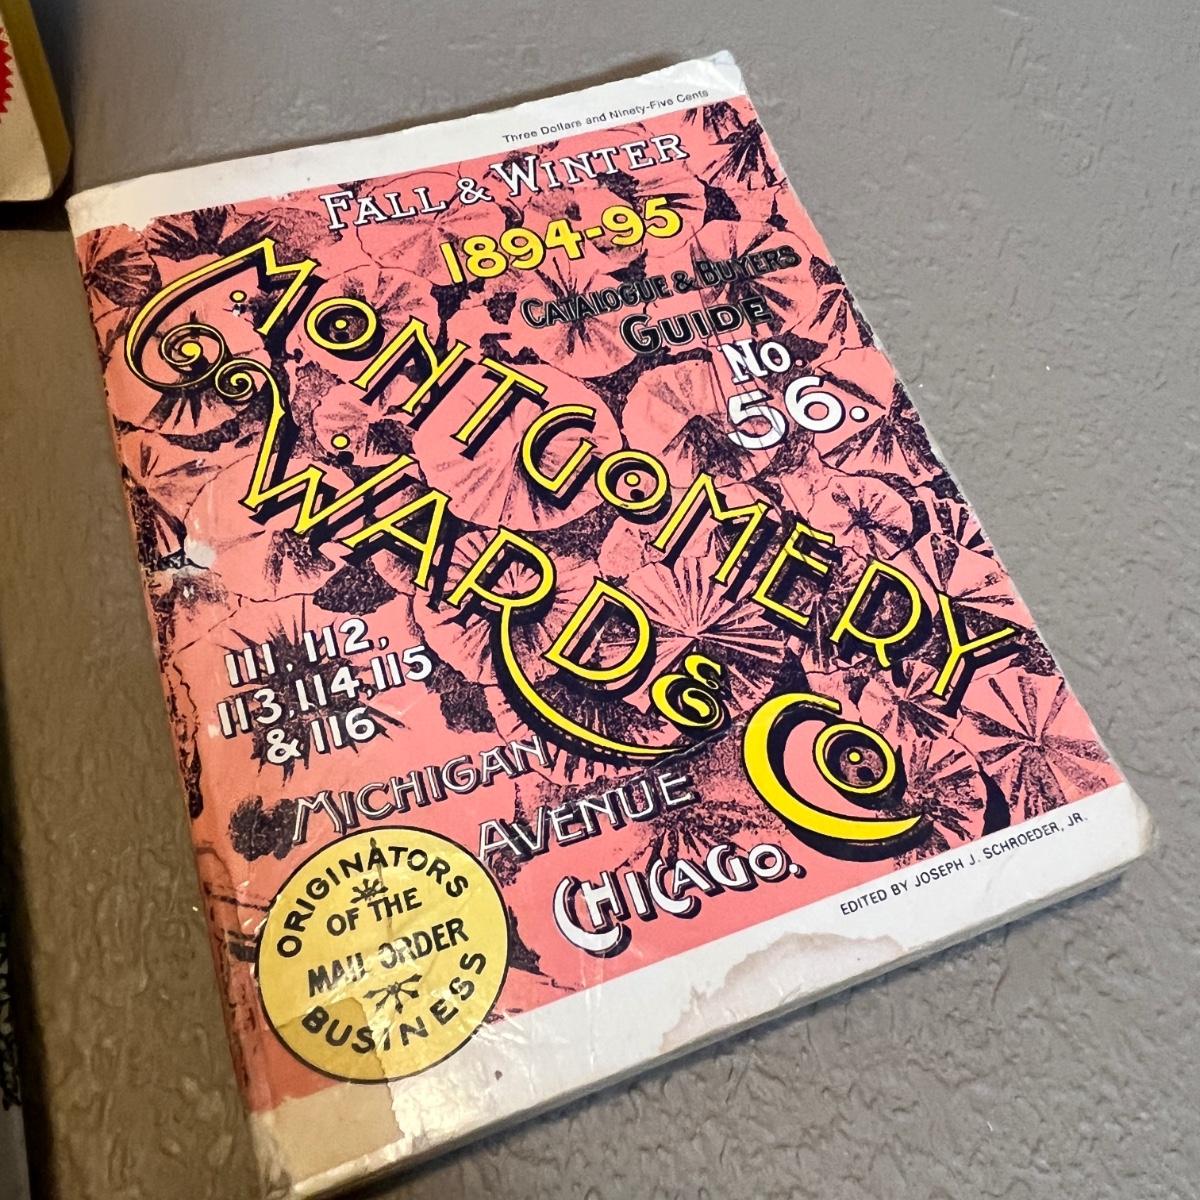 Three Dollars and Ninety-Five Cents
FALL & WINTER
1894-95
CATALOGUE & BUYERS
GUIDE
No.
56.
MONTGOMERY
WARD &
Co
111, 112,
113, 114, 115
& 116
MICHIGAN
AVENUE
CHICAGO.
ORIGINATORS
OF THE
MAIL ORDER
BUSINESS
EDITED BY JOSEPH J. SCHROEDER, JR.